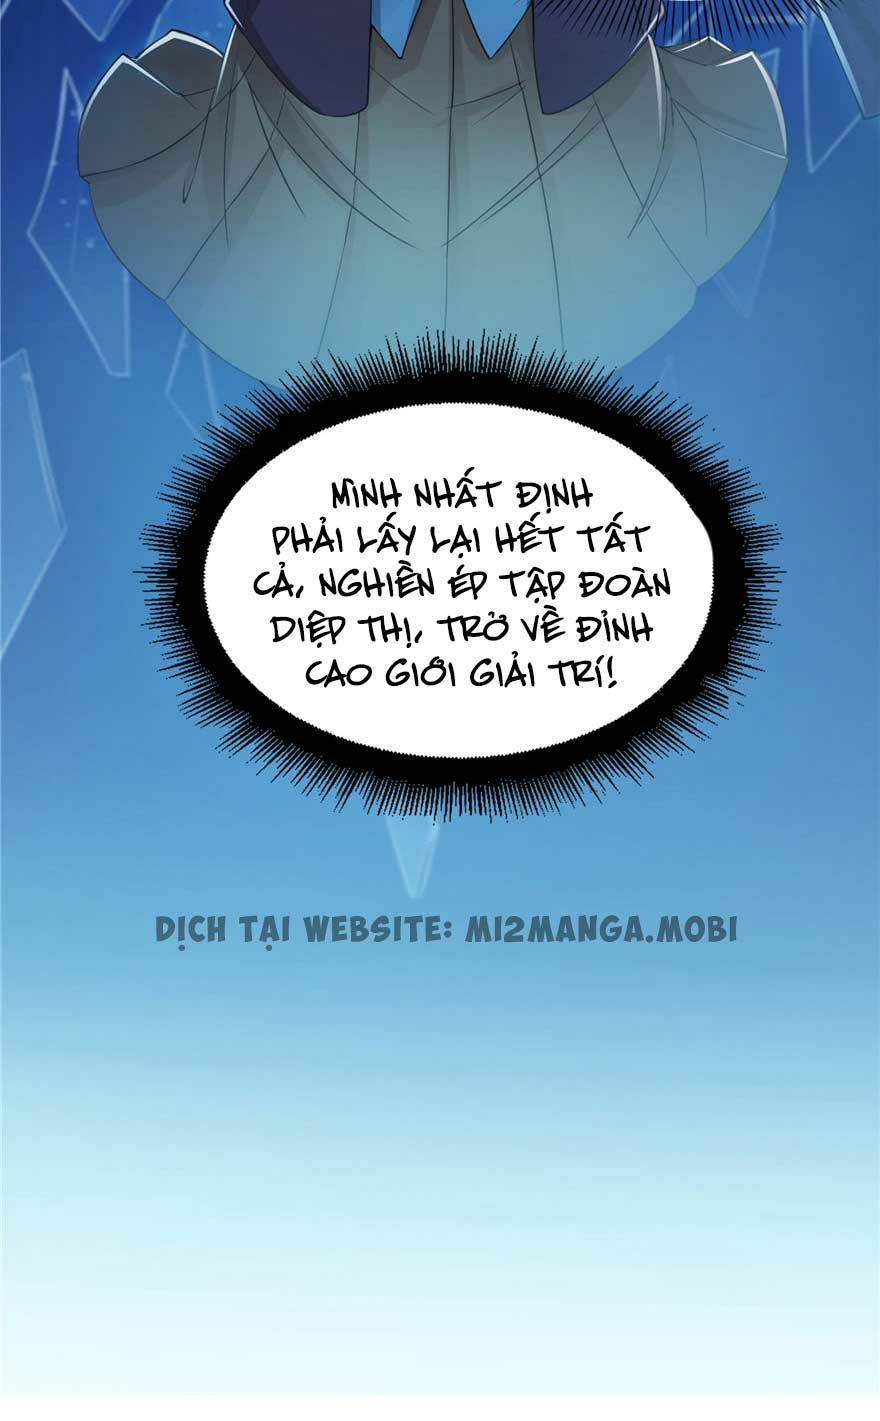 MÌNH NHẤT ĐỊNH
PHẢI LẤY LẠI HẾT TẤT
CẢ, NGHIỀN ÉP TẬP ĐOÀN
DIỆP THỊ, TRỞ VỀ ĐỈNH
CAO GIỚI GIẢI TRÍ!
DỊCH TẠI WEBSITE: MI2MANGA.MOBI